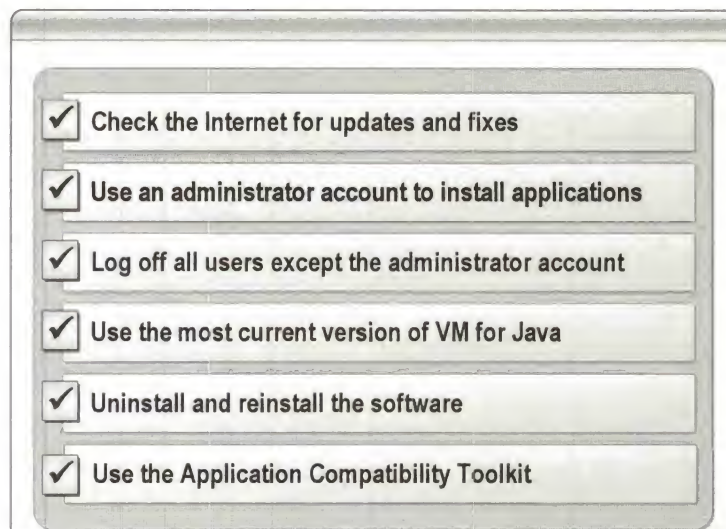 Check the Internet for updates and fixes
Use an administrator account to install applications
Log off all users except the administrator account
Use the most current version of VM for Java
Uninstall and reinstall the software
Use the Application Compatibility Toolkit